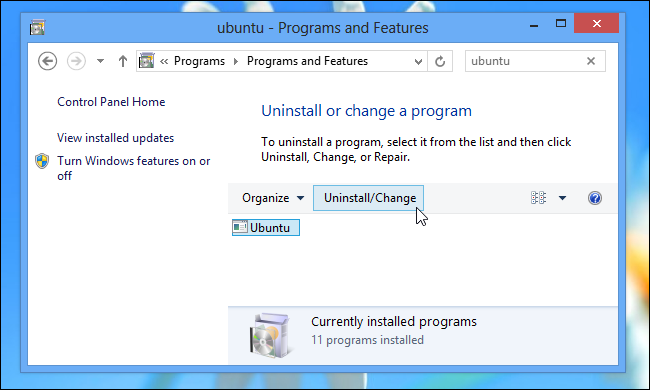 ubuntu - Programs and Features
« Programs Programs and Features
ubuntu
Control Panel Home
View installed updates
Turn Windows features on or
off
Uninstall or change a program
To uninstall a program, select it from the list and then click
Uninstall, Change, or Repair.
Organize Uninstall/Change
Ubuntu
Currently installed programs
11 programs installed